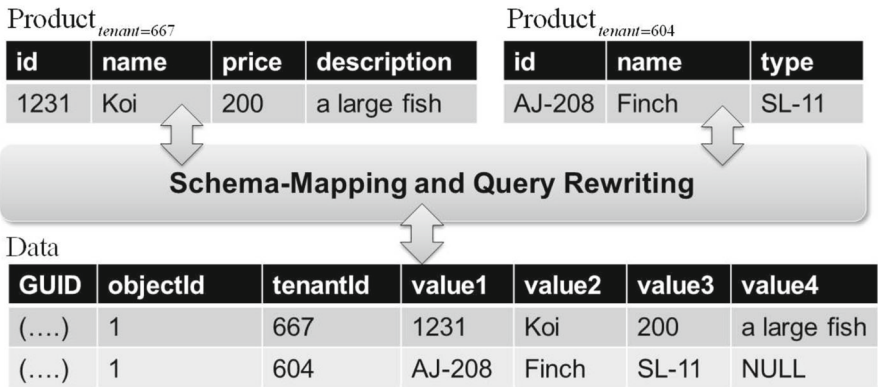 Product tenant=667
Product tenant=604
id name price description
id name type
1231 Koi 200 a large fish
AJ-208 Finch SL-11
Schema-Mapping and Query Rewriting
Data
GUID objectId tenantId value1 value2 value3 value4
(....) 1 667 1231 Koi 200 a large fish
(....) 1 604 AJ-208 Finch SL-11 NULL